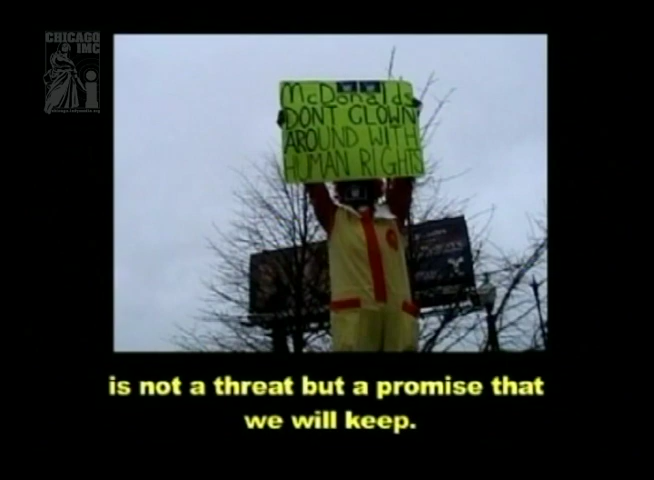 CHICAGO
IMC
i
McDonalds
DONT CLOWN
AROUND WITH
HUMAN RIGHTS
is not a threat but a promise that
we will keep.